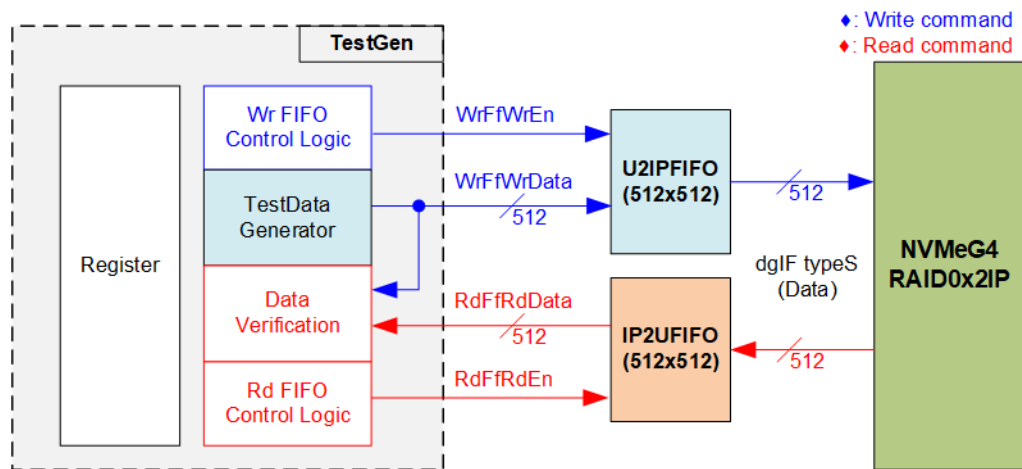 ♦: Write command
♦: Read command
TestGen
Register
Wr FIFO
Control Logic
TestData
Generator
Data
Verification
Rd FIFO
Control Logic
WrFfWrEn
WrFfWrData
512
RdFfRdData
512
RdFfRdEn
U2IPFIFO
(512x512)
IP2UFIFO
(512x512)
512
dgIF typeS
(Data)
512
NVMeG4
RAID0x2IP